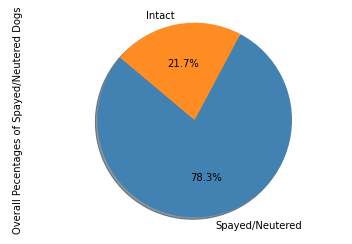 Overall Pecentages of Spayed/Neutered Dogs
Intact
21.7%
78.3%
Spayed/Neutered